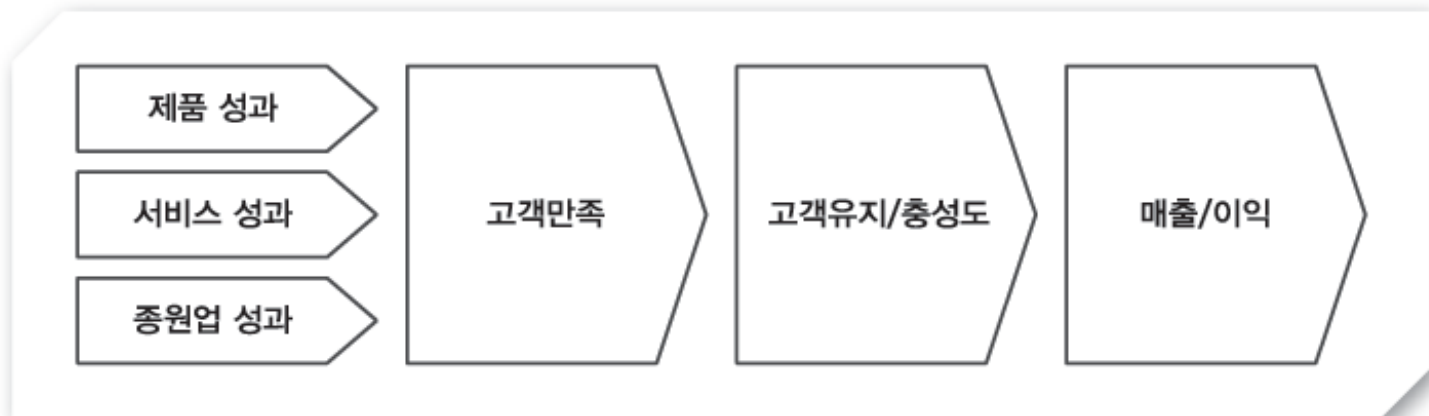 제품 성과
서비스 성과
종원업 성과
고객만족
고객유지/충성도
매출/이익